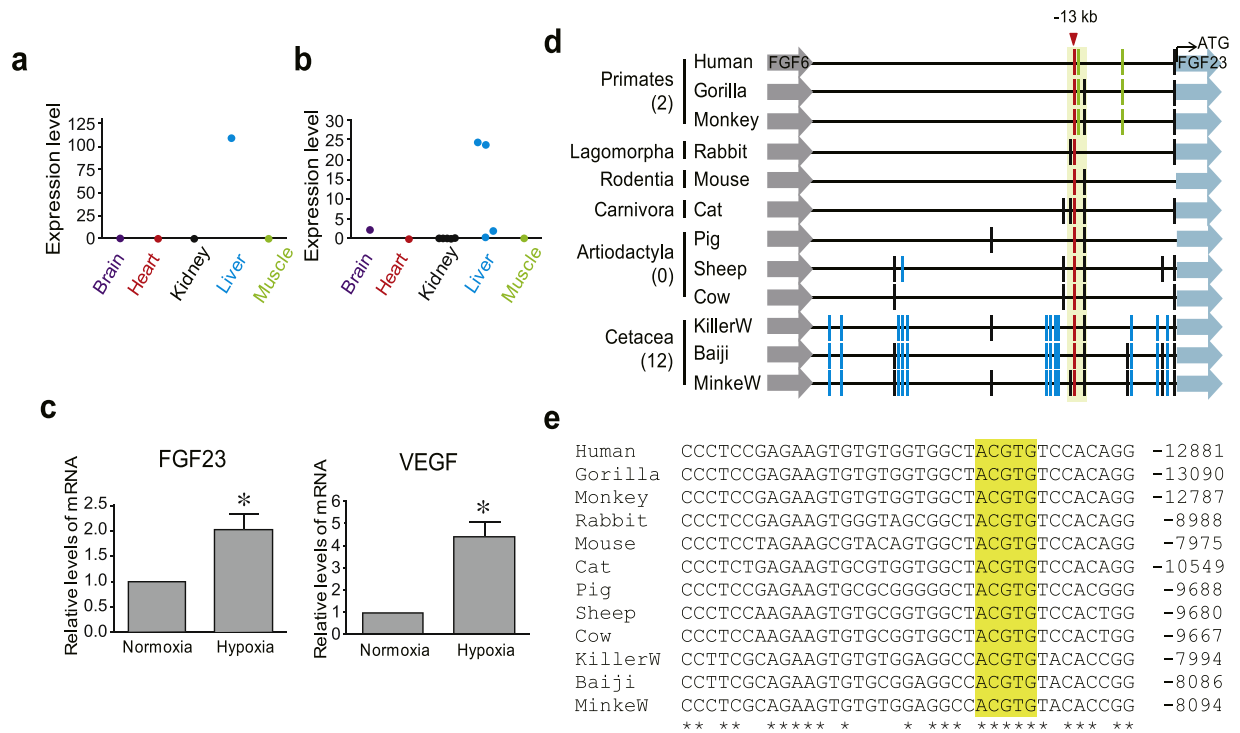 a
Expression level
125
100
75
50
25
0
Brain
Heart
Kidney
Liver
Muscle
b
Expression level
30
25
20
15
10
5
0
Brain
Heart
Kidney
Liver
Muscle
c
FGF23
Relative levels of mRNA
2.5
2.0
1.5
1.0
0.5
0.0
*
Normoxia Hypoxia
VEGF
Relative levels of mRNA
6
5
4
3
2
1
0
*
Normoxia Hypoxia
d
-13 kb
ATG
FGF6
FGF23
Primates
(2)
Human
Gorilla
Monkey
Lagomorpha Rabbit
Rodentia Mouse
Carnivora Cat
Artiodactyla
(0)
Pig
Sheep
Cow
Cetacea
(12)
KillerW
Baiji
MinkeW
e
Human CCCTCCGAGAAGTGTGTGGTGGCTACGTGTCCACAGG -12881
Gorilla CCCTCCGAGAAGTGTGTGGTGGCTACGTGTCCACAGG -13090
Monkey CCCTCCGAGAAGTGTGTGGTGGCTACGTGTCCACAGG -12787
Rabbit CCCTCCGAGAAGTGGGTAGCGGCTACGTGTCCACAGG -8988
Mouse CCCTCCTAGAAGCGTACAGTGGCTACGTGTCCACAGG -7975
Cat CCCTCTGAGAAGTGTGCGTGGGCTACGTGTCCACAGG -10549
Pig CCCTCCGAGAAGTGCGCGGGGGCTACGTGTCCACAGG -9688
Sheep CCCTCCAAGAAGTGTGCGGTGGCTACGTGTCCACTGG -9680
Cow CCCTCCAAGAAGTGTGCGGTGGCTACGTGTCCACTGG -9667
KillerW CCTTCGCAGAAGTGTGTGGAGGCCACGTGTACACCGG -7994
Baiji CCTTCGCAGAAGTGTGCGGAGGCCACGTGTACACCGG -8086
MinkeW CCCTCGCAGAAGTGTGTGGAGGCCACGTGTACACCGG -8094
** ** ***** * * *** ****** *** **